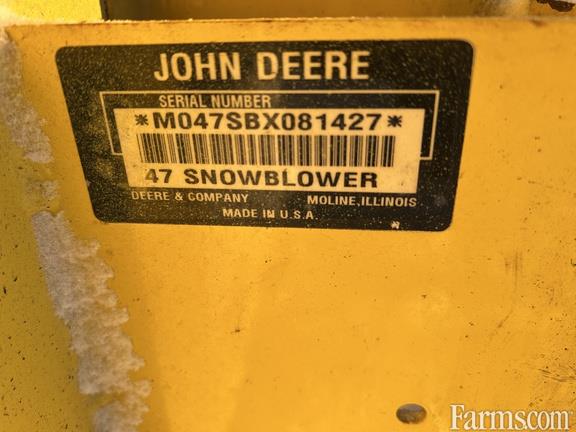 JOHN DEERE
SERIAL NUMBER
*M047SBX081427*
47 SNOWBLOWER
DEERE & COMPANY MOLINE, ILLINOIS
MADE IN U.S.A.
Farms.com